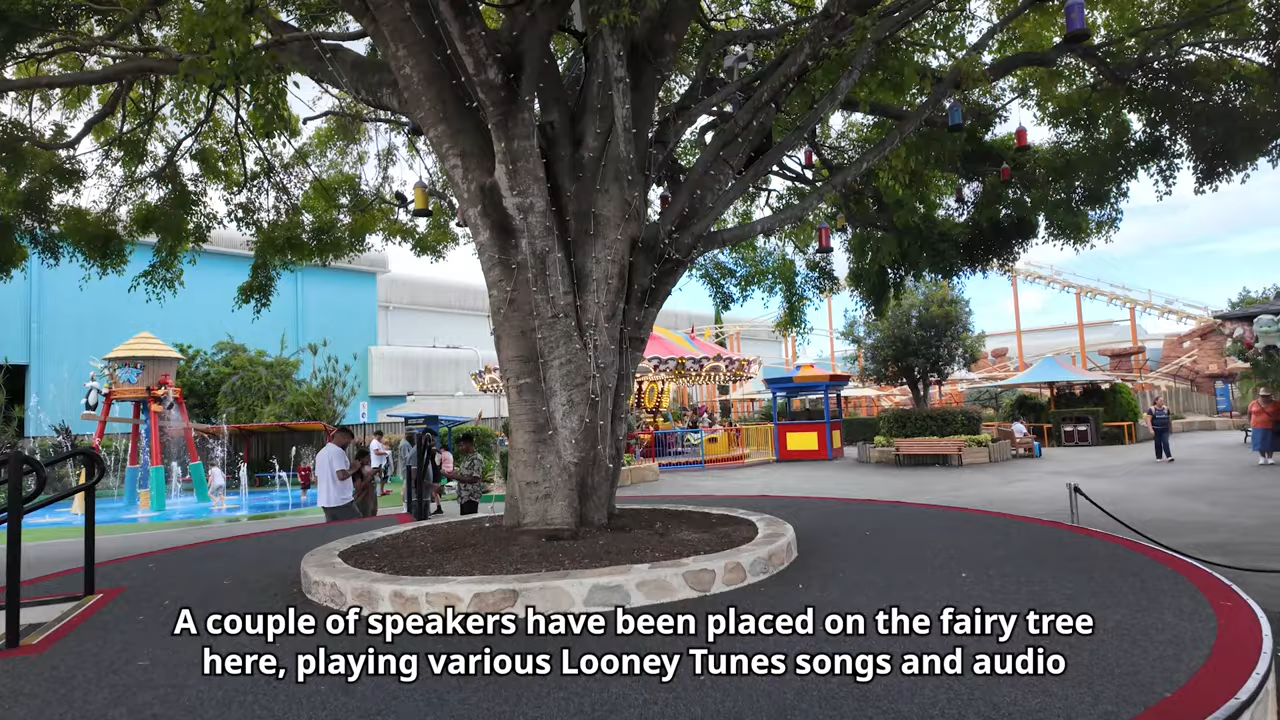 A couple of speakers have been placed on the fairy tree
here, playing various Looney Tunes songs and audio